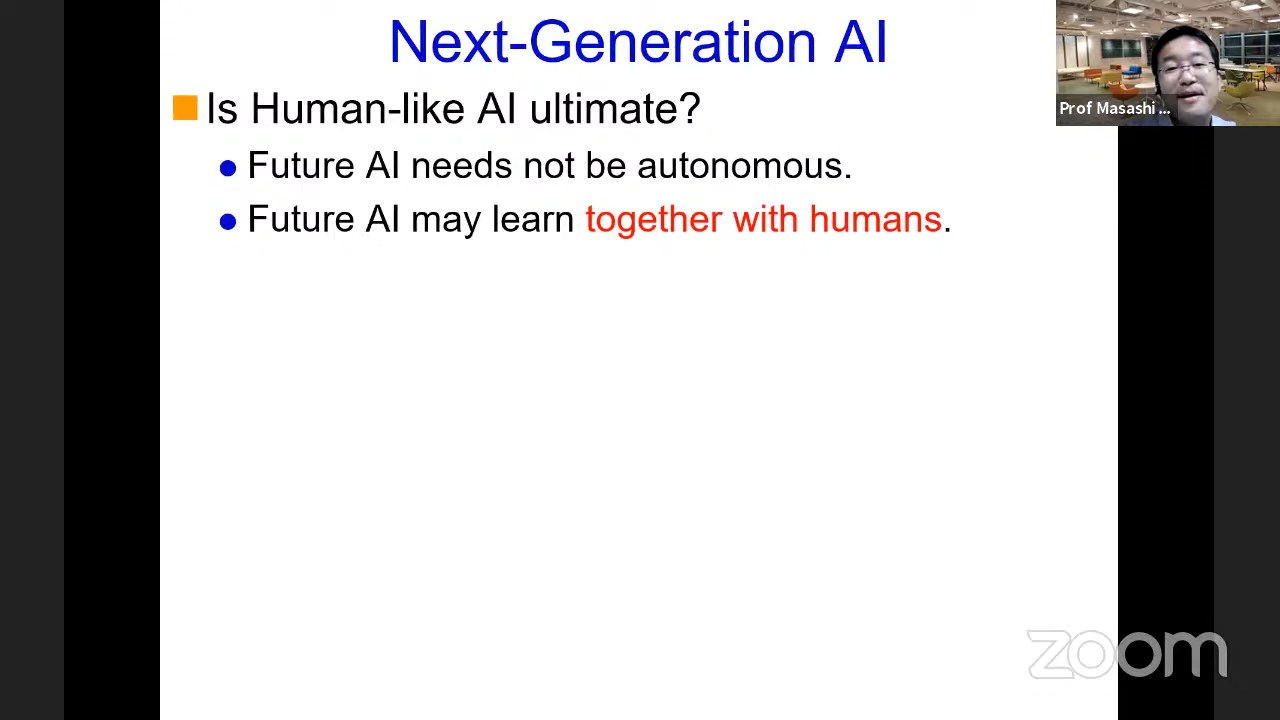 Next-Generation AI
Is Human-like AI ultimate?
Future AI needs not be autonomous.
Future AI may learn together with humans.
Prof Masashi ...
zoom